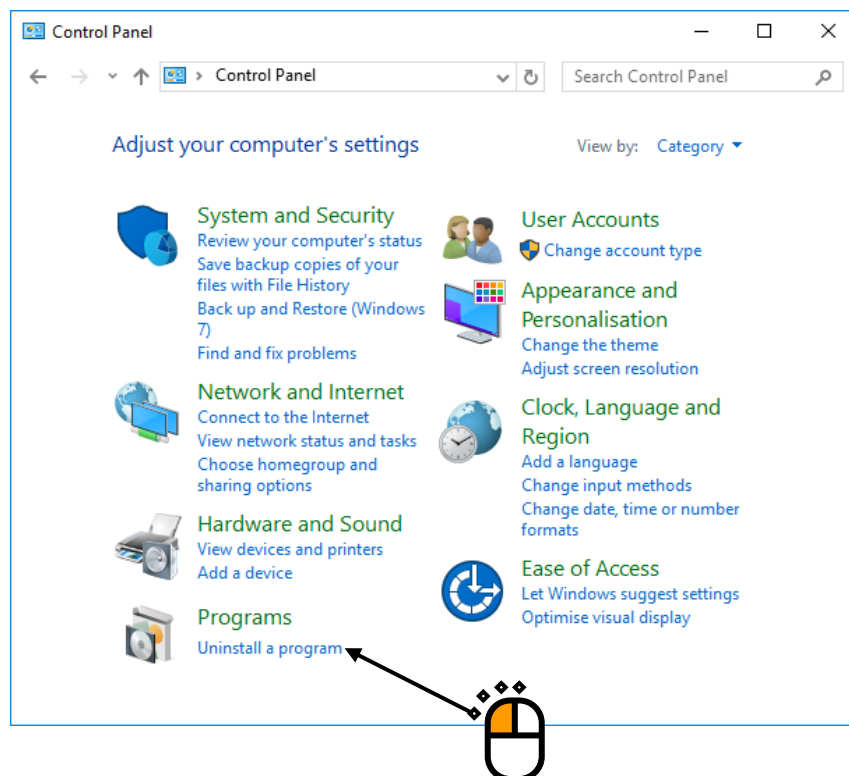 Control Panel
Control Panel
Search Control Panel
Adjust your computer's settings
View by: Category
System and Security
Review your computer's status
Save backup copies of your
files with File History
Back up and Restore (Windows
7)
Find and fix problems
Network and Internet
Connect to the Internet
View network status and tasks
Choose homegroup and
sharing options
Hardware and Sound
View devices and printers
Add a device
Programs
Uninstall a program
User Accounts
Change account type
Appearance and
Personalisation
Change the theme
Adjust screen resolution
Clock, Language and
Region
Add a language
Change input methods
Change date, time or number
formats
Ease of Access
Let Windows suggest settings
Optimise visual display